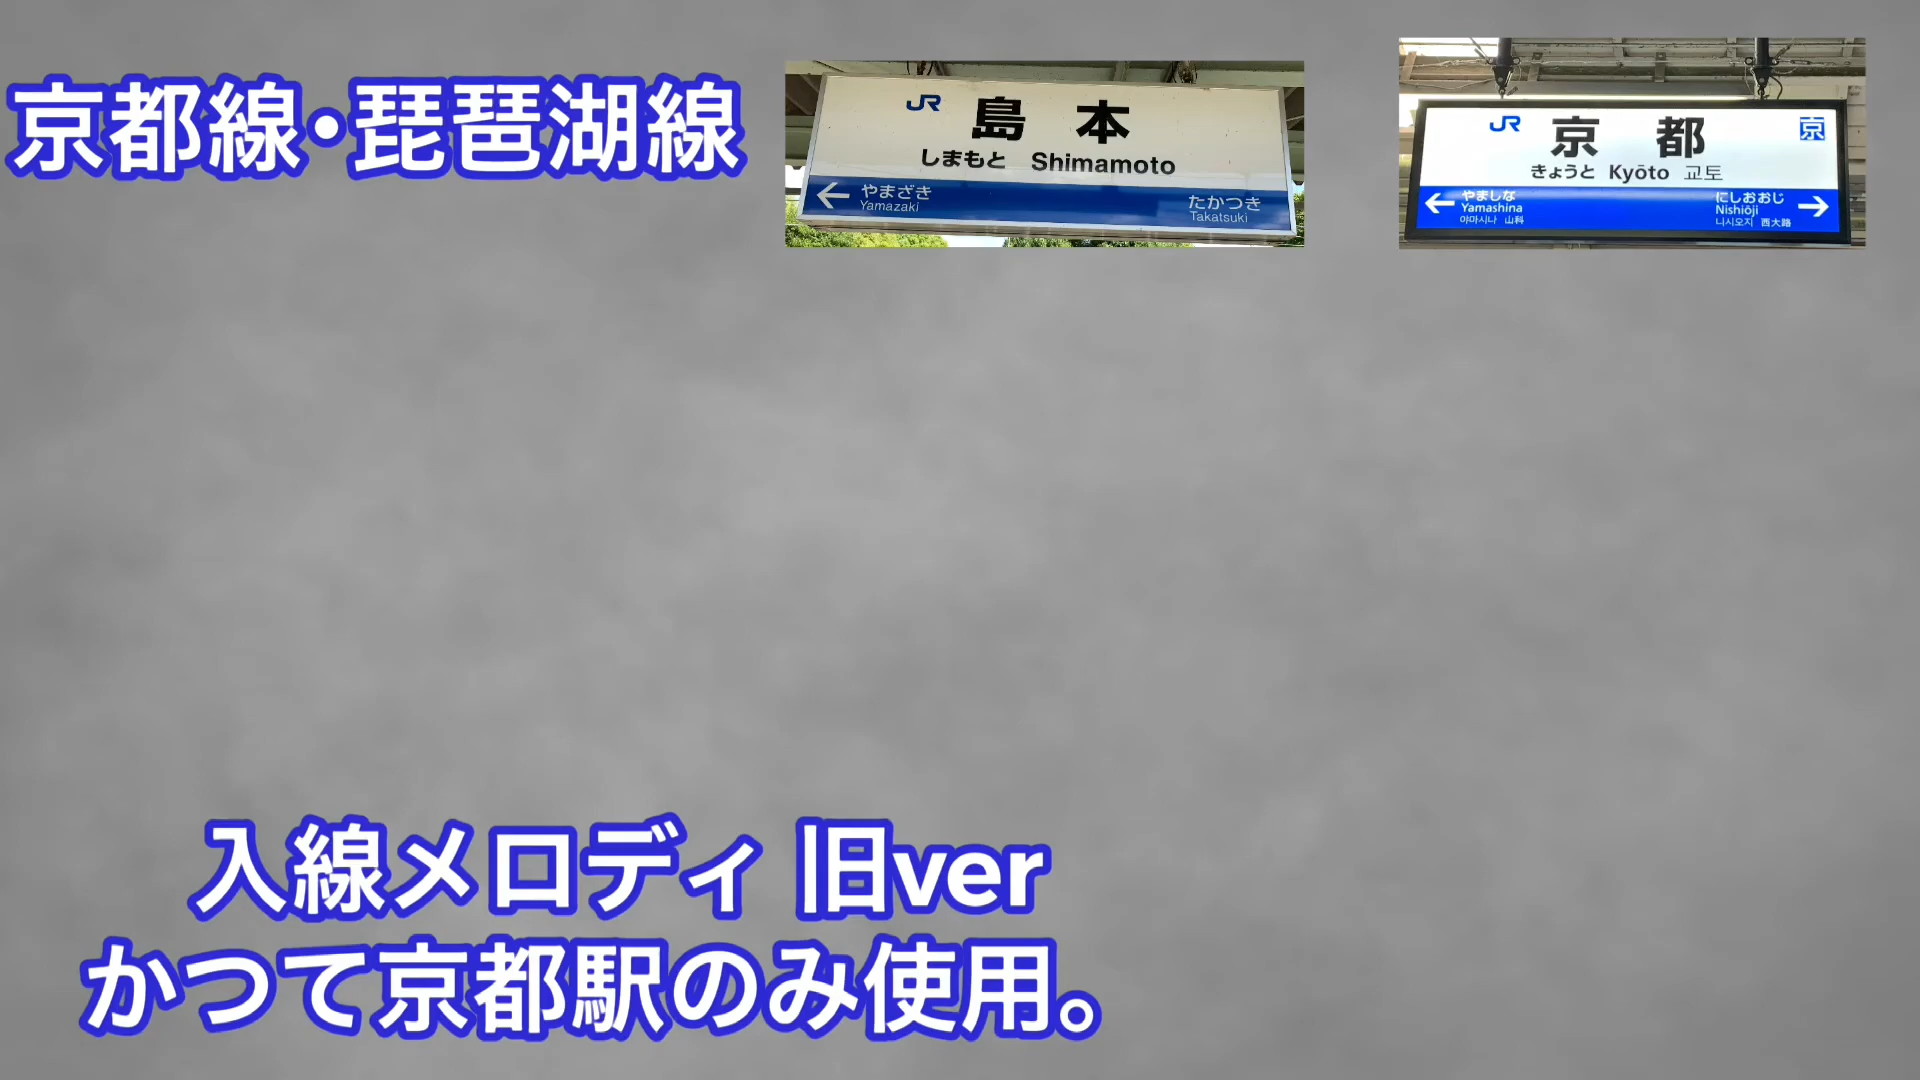 京都線・琵琶湖線
JR 島本
しまもと Shimamoto
← やまざき たかつき
Yamazaki Takatsuki
JR 京都 京
きょうと Kyōto 교토
← やましな にしおおじ →
Yamashina Nishiōji
야마시나 山科 니시오지 西大路
入線メロディ 旧ver
かつて京都駅のみ使用。